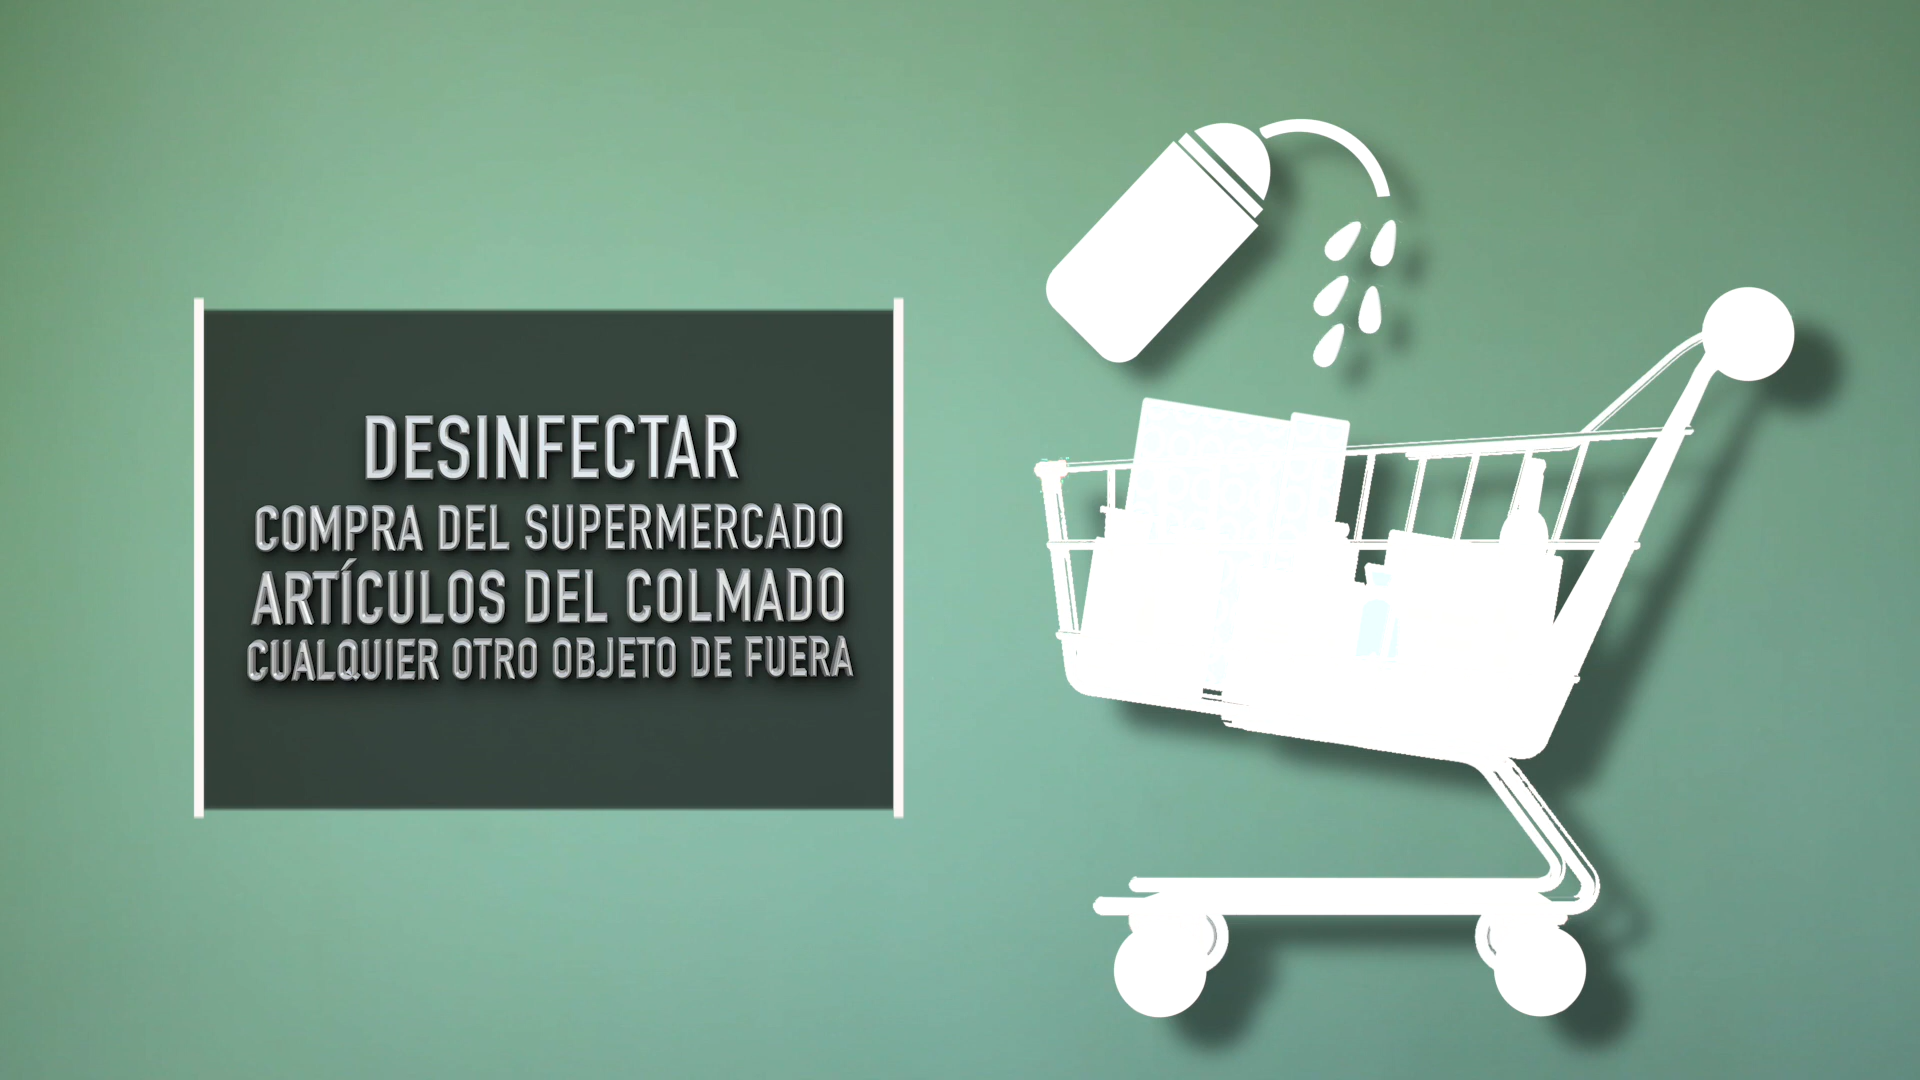 DESINFECTAR
COMPRA DEL SUPERMERCADO
ARTÍCULOS DEL COLMADO
CUALQUIER OTRO OBJETO DE FUERA